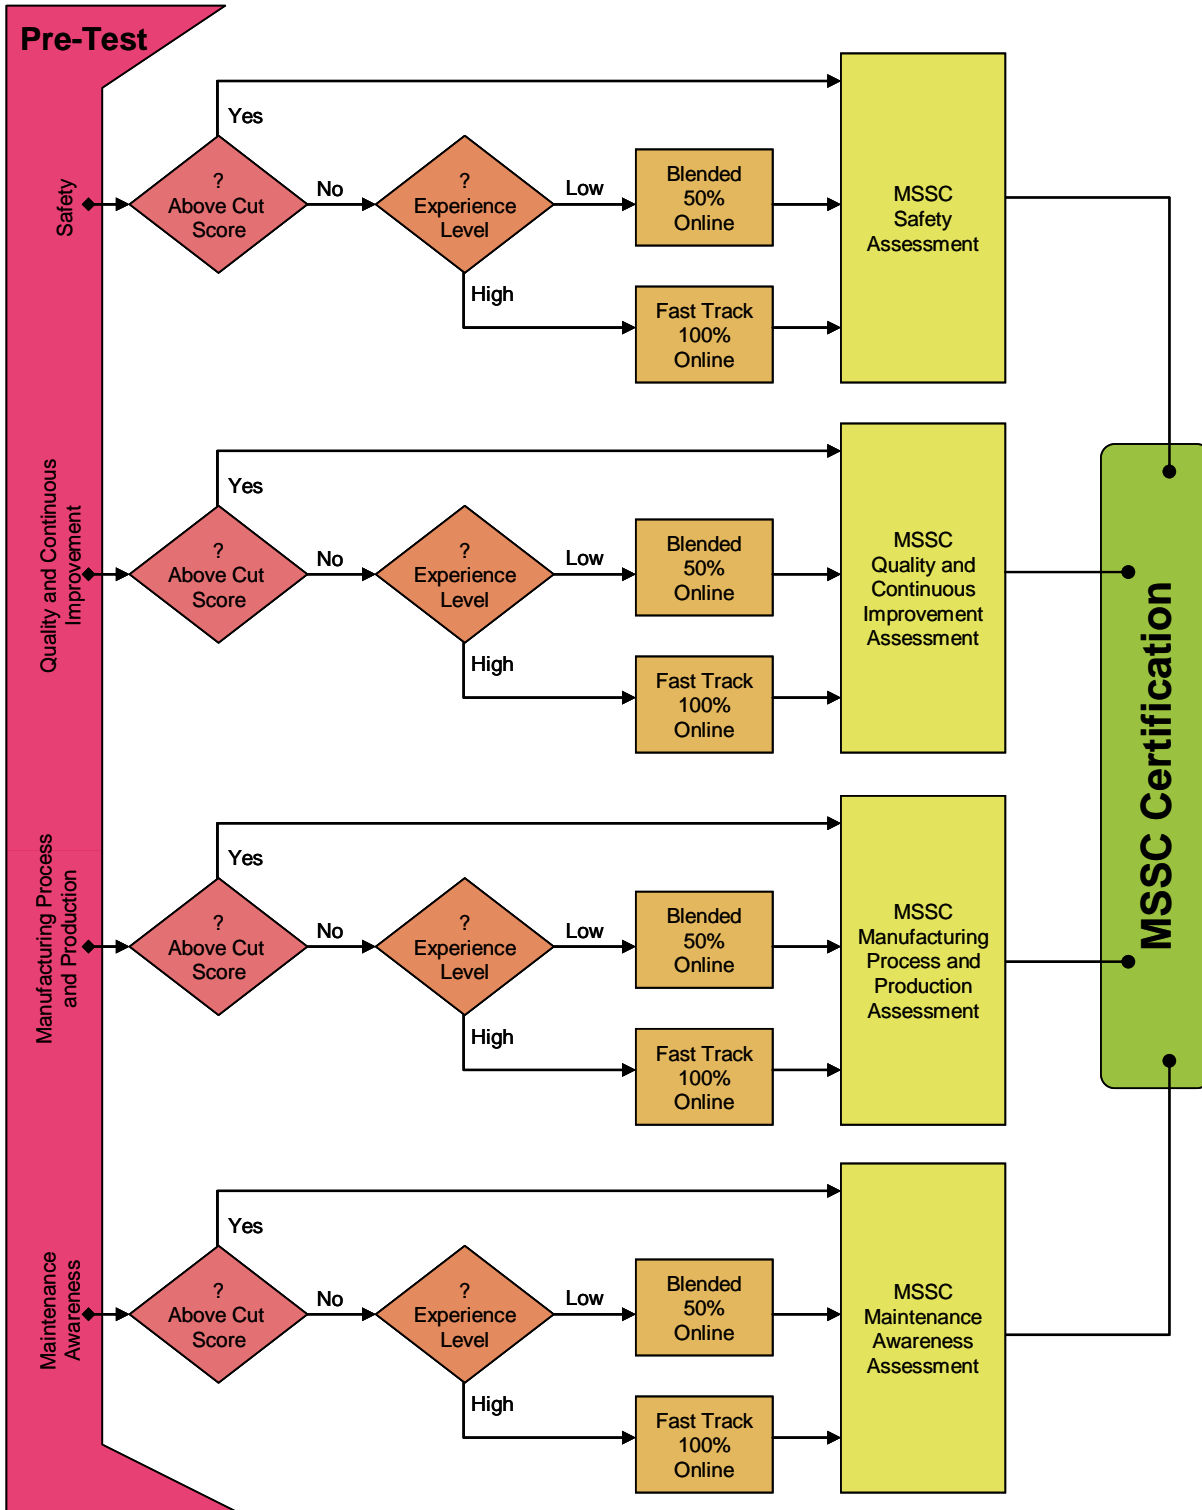 Pre-Test
Safety
Yes
?
Above Cut
Score
No
?
Experience
Level
Low
High
Blended
50%
Online
Fast Track
100%
Online
MSSC
Safety
Assessment
Quality and Continuous
Improvement
Yes
?
Above Cut
Score
No
?
Experience
Level
Low
High
Blended
50%
Online
Fast Track
100%
Online
MSSC
Quality and
Continuous
Improvement
Assessment
Manufacturing Process
and Production
Yes
?
Above Cut
Score
No
?
Experience
Level
Low
High
Blended
50%
Online
Fast Track
100%
Online
MSSC
Manufacturing
Process and
Production
Assessment
Maintenance
Awareness
Yes
?
Above Cut
Score
No
?
Experience
Level
Low
High
Blended
50%
Online
Fast Track
100%
Online
MSSC
Maintenance
Awareness
Assessment
MSSC Certification